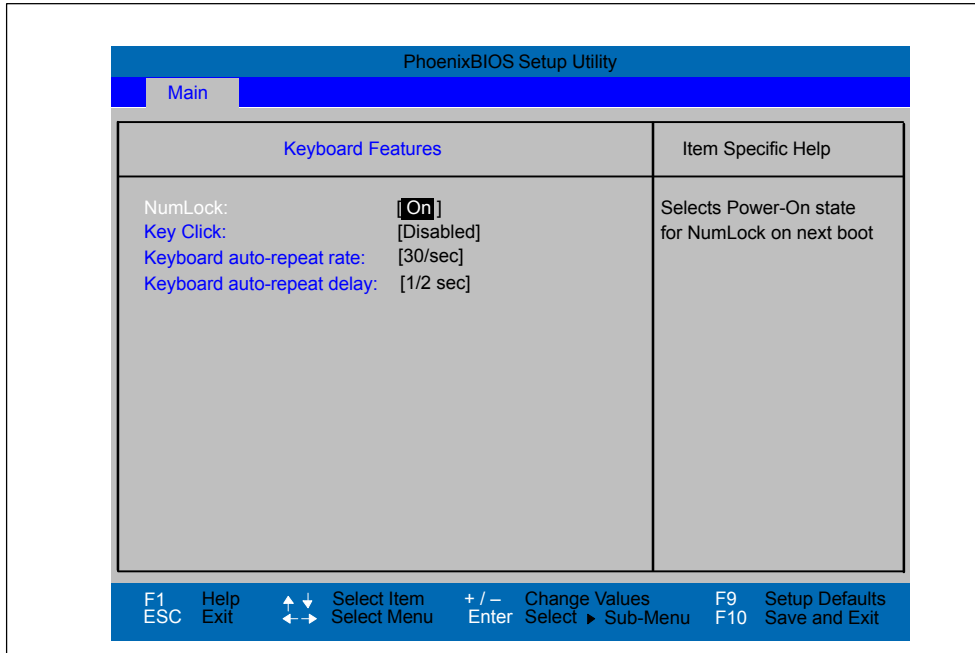 PhoenixBIOS Setup Utility
Main
Keyboard Features
Item Specific Help
NumLock: [ On ]
Key Click: [Disabled]
Keyboard auto-repeat rate: [30/sec]
Keyboard auto-repeat delay: [1/2 sec]
Selects Power-On state
for NumLock on next boot
F1 Help ↑ ↓ Select Item + / – Change Values F9 Setup Defaults
ESC Exit ←→ Select Menu Enter Select ▶ Sub-Menu F10 Save and Exit